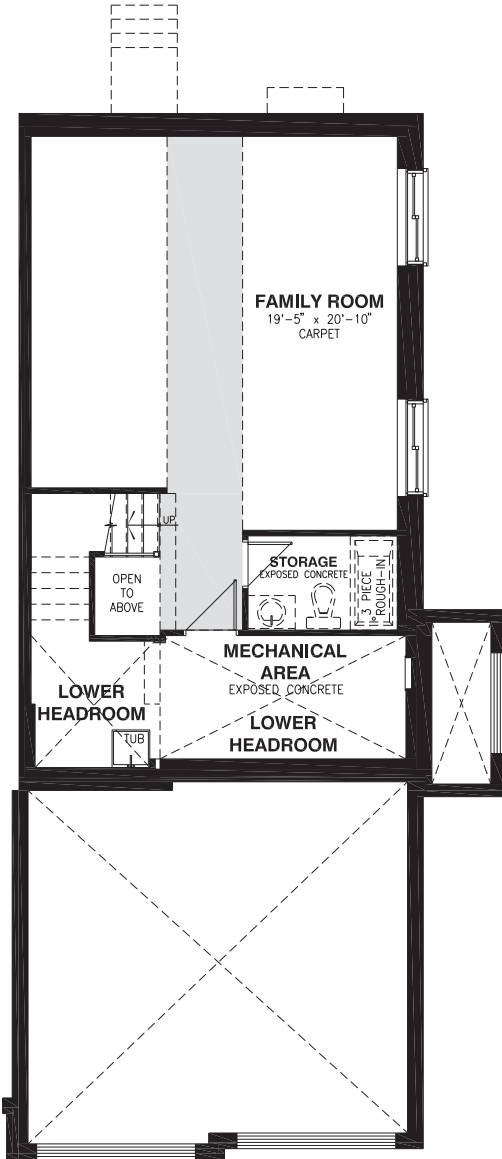 FAMILY ROOM
19'-5" x 20'-10"
CARPET
UP
OPEN
TO
ABOVE
STORAGE
EXPOSED CONCRETE
3 PIECE
ROUGH-IN
MECHANICAL
AREA
EXPOSED CONCRETE
LOWER
HEADROOM
LOWER
HEADROOM
TUB